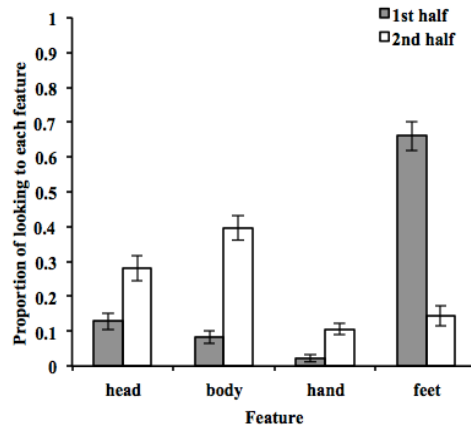 1st half
2nd half
Proportion of looking to each feature
1
0.9
0.8
0.7
0.6
0.5
0.4
0.3
0.2
0.1
0
head body hand feet
Feature